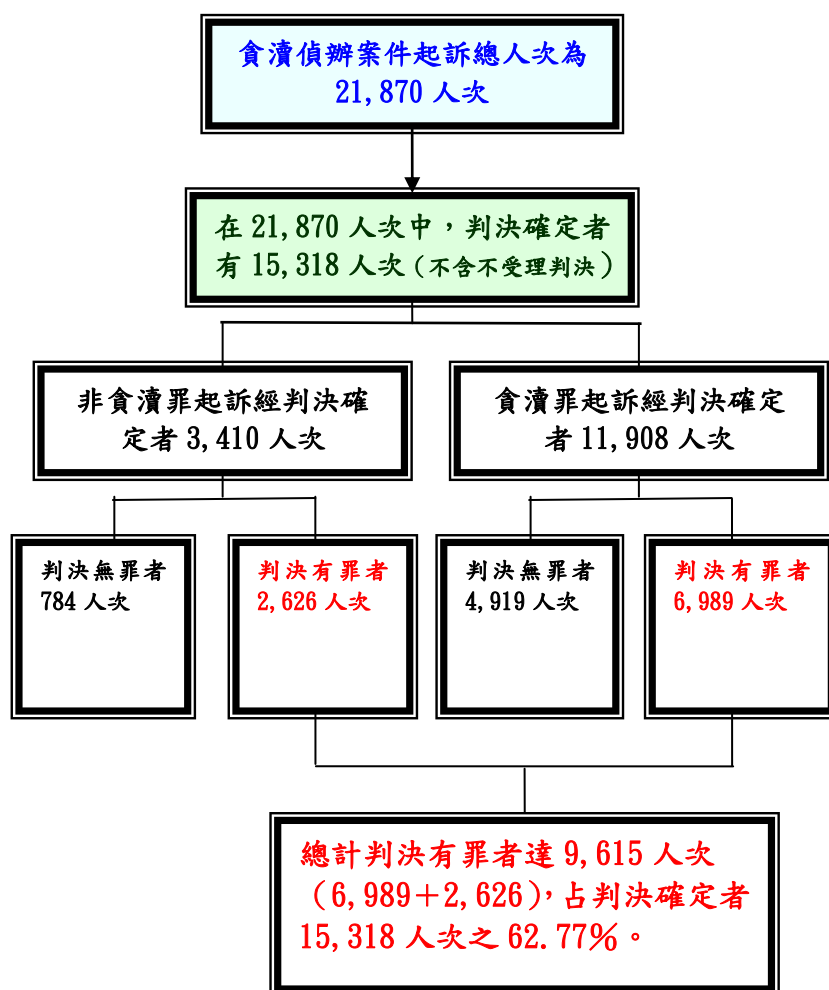 貪瀆偵辦案件起訴總人次為
21,870 人次
在 21,870 人次中，判決確定者
有 15,318 人次（不含不受理判決）
非貪瀆罪起訴經判決確
定者 3,410 人次
貪瀆罪起訴經判決確定
者 11,908 人次
判決無罪者
784 人次
判決有罪者
2,626 人次
判決無罪者
4,919 人次
判決有罪者
6,989 人次
總計判決有罪者達 9,615 人次
（6,989＋2,626），占判決確定者
15,318 人次之 62.77％。